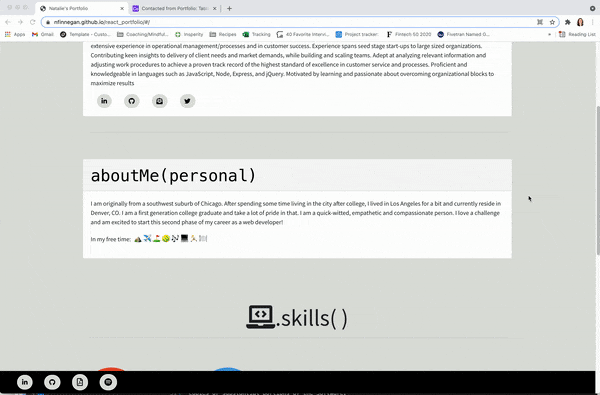 Natalie's Portfolio
Contacted from Portfolio: Tale
nfinnegan.github.io/react_portfolio/#/
Apps
Template - Sugges...
Coaching/Mindful...
Insperity
Recipes
Tracking
40 Favorite Interv...
Project tracker
Fintech 50 2020
Fivetran Named G...
Reading List
extensive experience in operational management/processes and in customer success. Experience spans seed stage start-ups to large sized organizations.
Contributing keen insights to delivery of client needs and market demands, while building and scaling teams. Adept at analyzing relevant information and
adjusting work procedures to achieve a proven track record of the highest standard of excellence in customer service and processes. Proficient and
knowledgeable in languages such as JavaScript, Node, Express, and jQuery. Motivated by learning and passionate about overcoming organizational blocks to
maximize results
aboutMe(personal)
I am originally from a southwest suburb of Chicago. After spending some time living in the city after college, I lived in Los Angeles for a bit and currently reside in
Denver, CO. I am a first generation college graduate and take a lot of pride in that. I am a quick-witted, empathetic and compassionate person. I love a challenge
and am excited to start this second phase of my career as a web developer!
In my free time:
.skills( )